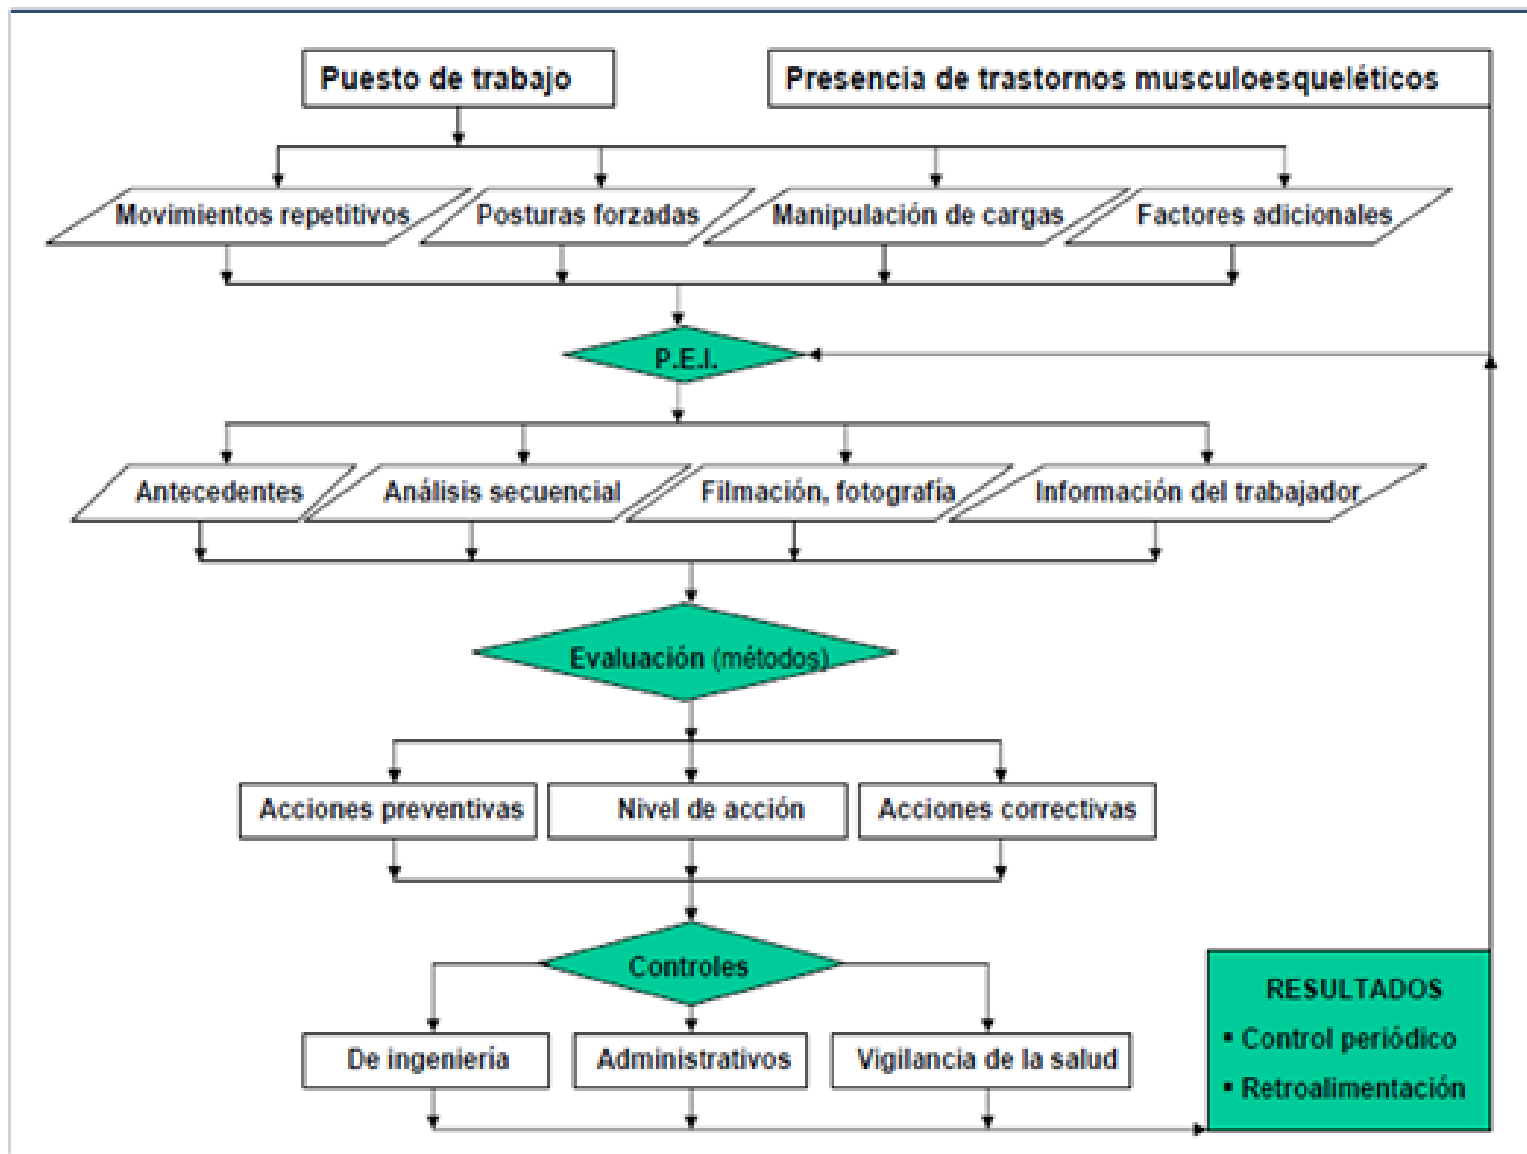 Puesto de trabajo
Presencia de trastornos musculoesqueléticos
Movimientos repetitivos
Posturas forzadas
Manipulación de cargas
Factores adicionales
P.E.I.
Antecedentes
Análisis secuencial
Filmación, fotografía
Información del trabajador
Evaluación (métodos)
Acciones preventivas
Nivel de acción
Acciones correctivas
Controles
De ingeniería
Administrativos
Vigilancia de la salud
RESULTADOS
▪ Control periódico
▪ Retroalimentación